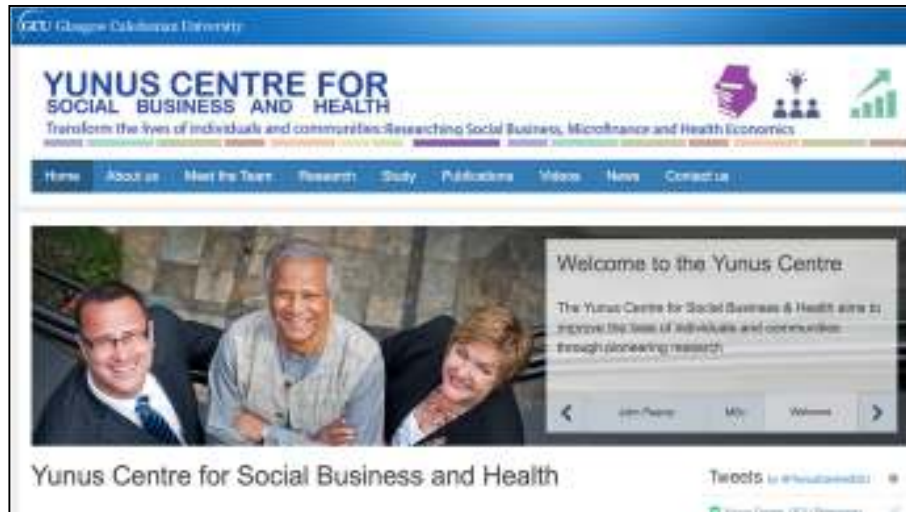 GCU Glasgow Caledonian University
YUNUS CENTRE FOR
SOCIAL BUSINESS AND HEALTH
Transform the lives of individuals and communities:Researching Social Business, Microfinance and Health Economics
Home About us Meet the Team Research Study Publications Videos News Contact us
Welcome to the Yunus Centre
The Yunus Centre for Social Business & Health aims to
improve the lives of individuals and communities
through pioneering research
MSc Welcome
Yunus Centre for Social Business and Health
Tweets